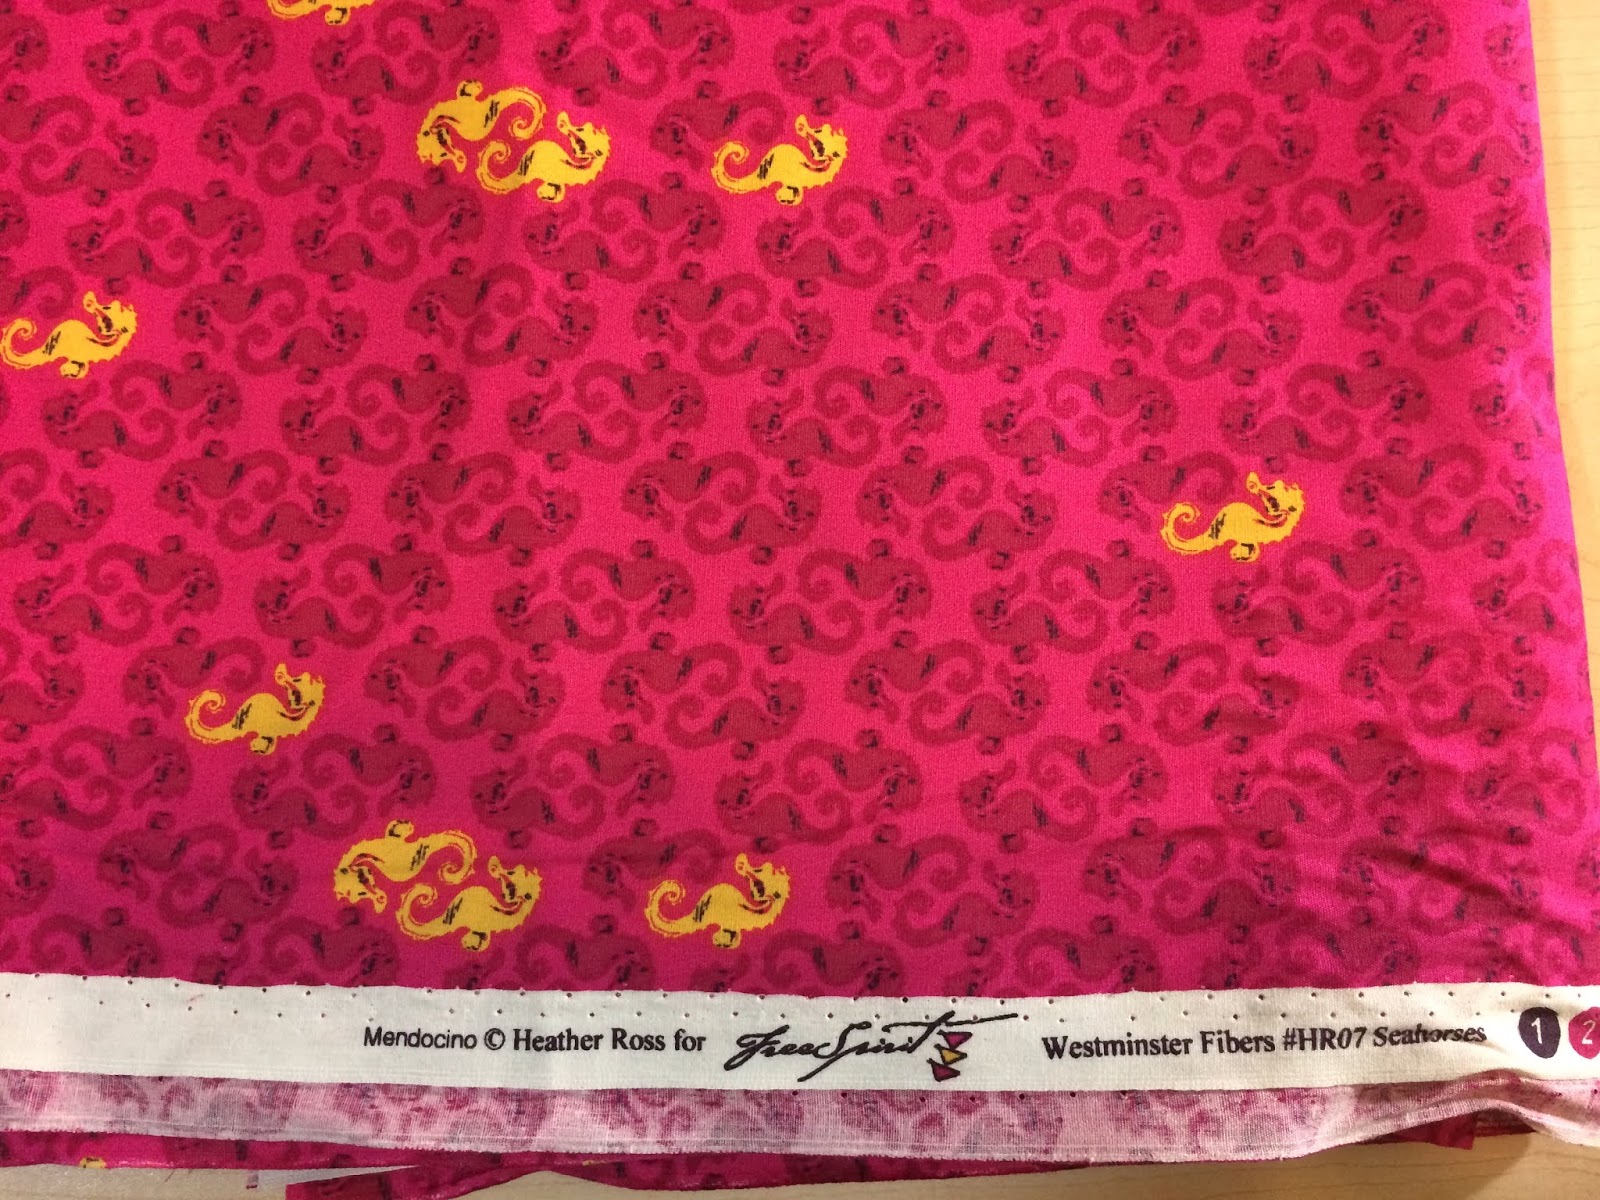 Mendocino © Heather Ross for FreeSpirit Westminster Fibers #HR07 Seahorses 1 2